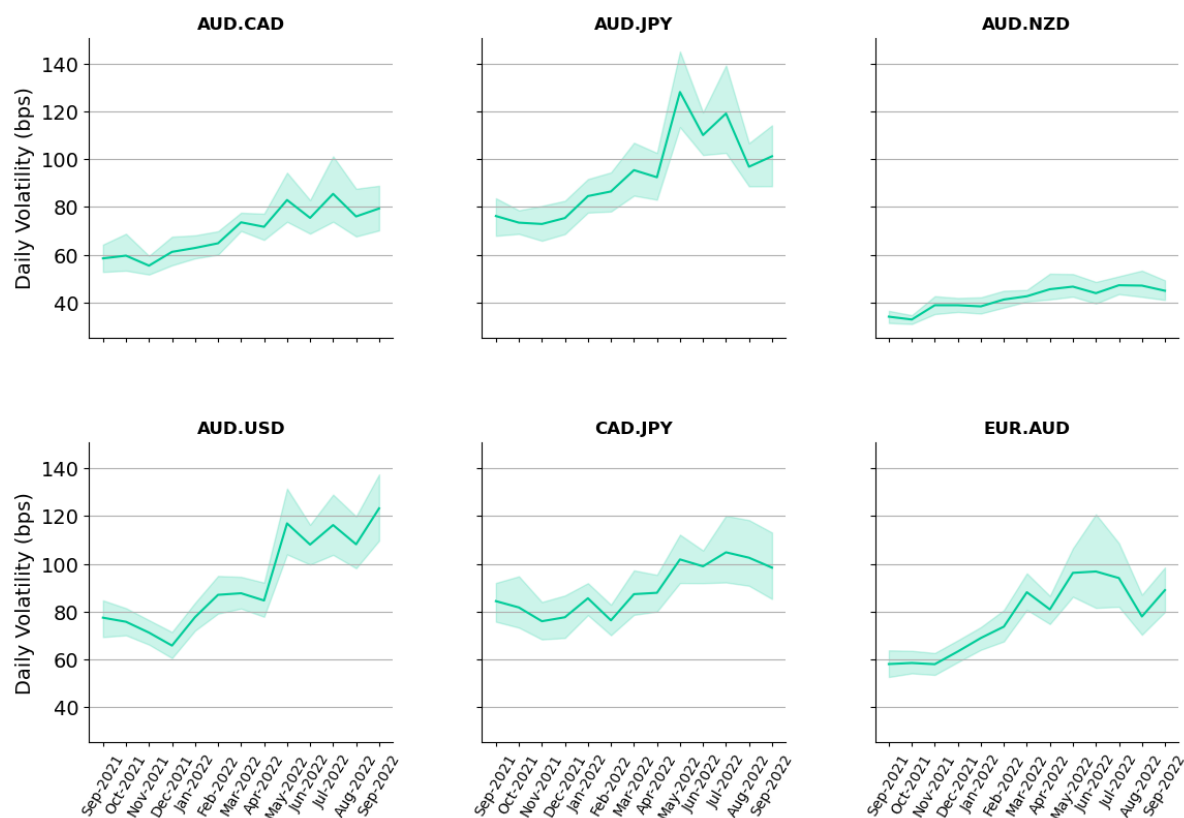 AUD.CAD AUD.JPY AUD.NZD
Daily Volatility (bps)
140
120
100
80
60
40
AUD.USD CAD.JPY EUR.AUD
Daily Volatility (bps)
140
120
100
80
60
40
Sep-2021 Oct-2021 Nov-2021 Dec-2021 Jan-2022 Feb-2022 Mar-2022 Apr-2022 May-2022 Jun-2022 Jul-2022 Aug-2022 Sep-2022
Sep-2021 Oct-2021 Nov-2021 Dec-2021 Jan-2022 Feb-2022 Mar-2022 Apr-2022 May-2022 Jun-2022 Jul-2022 Aug-2022 Sep-2022
Sep-2021 Oct-2021 Nov-2021 Dec-2021 Jan-2022 Feb-2022 Mar-2022 Apr-2022 May-2022 Jun-2022 Jul-2022 Aug-2022 Sep-2022